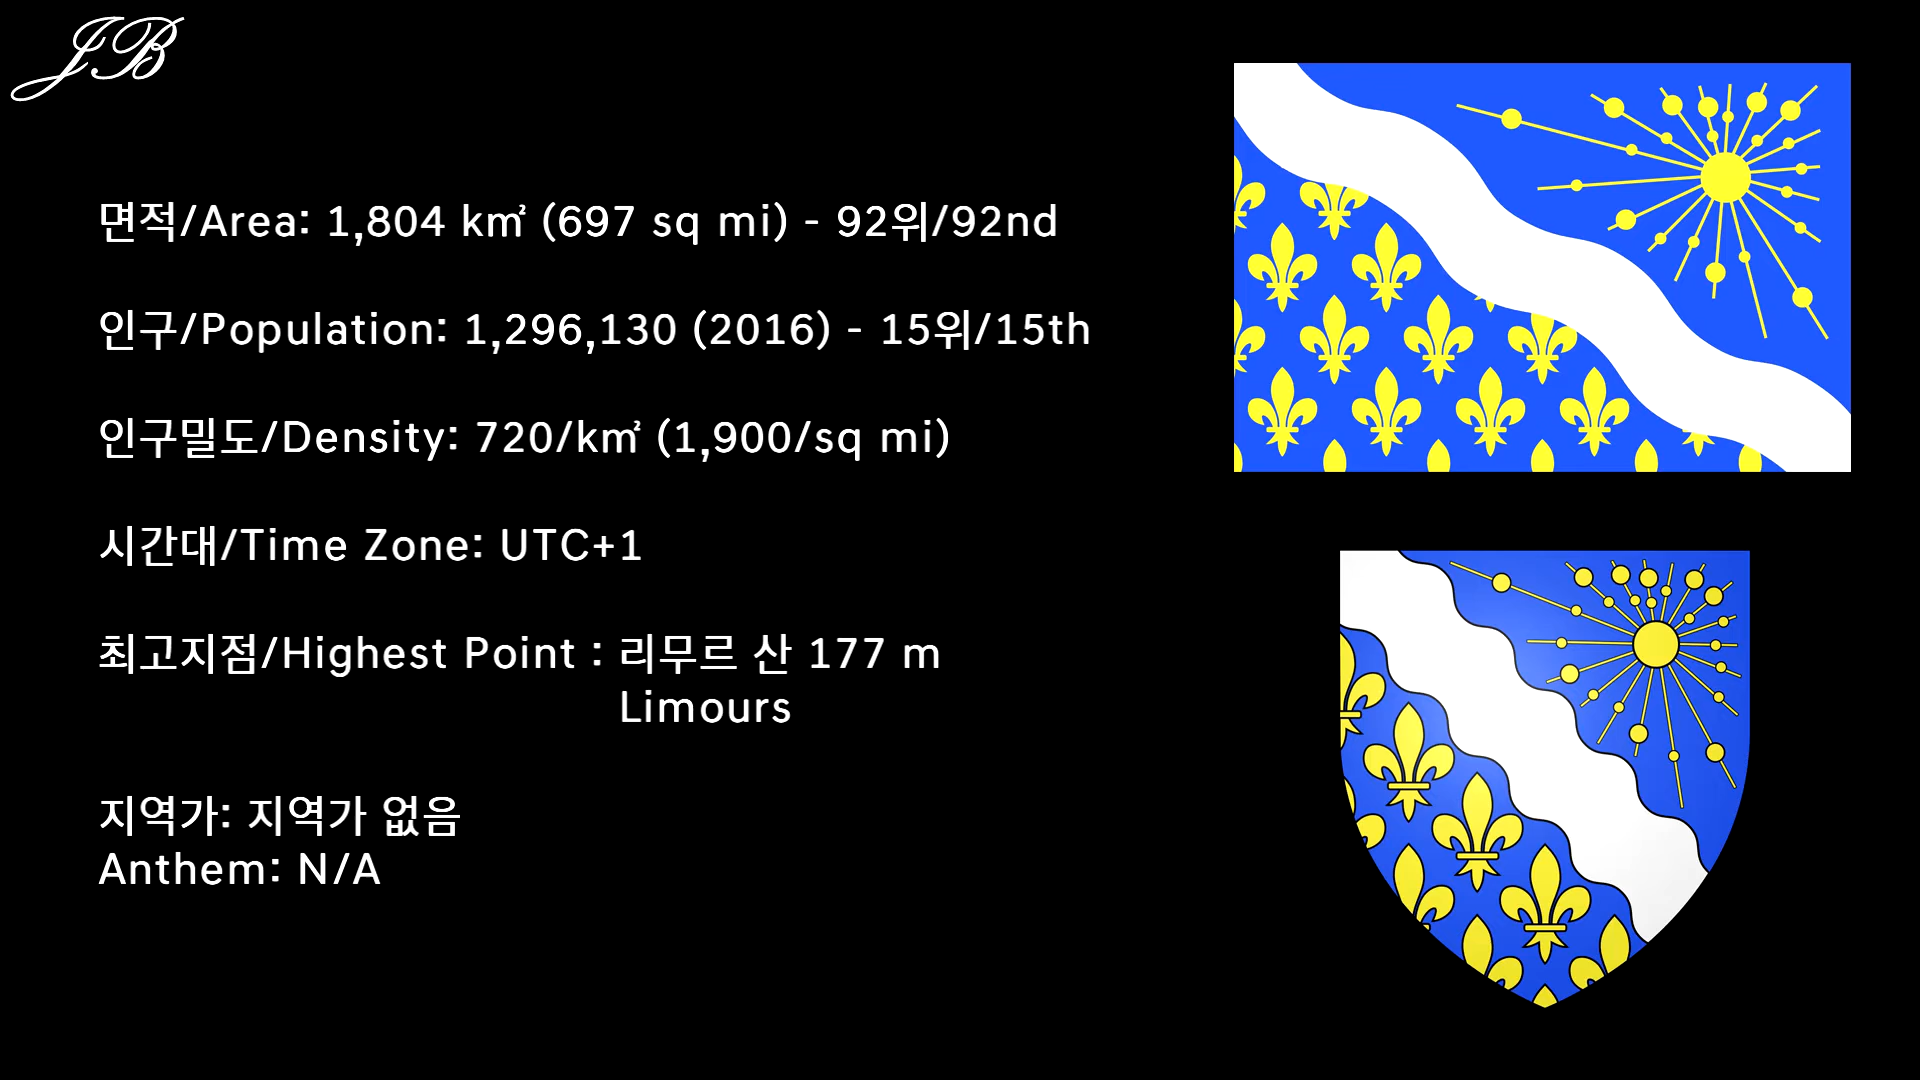 JB
면적/Area: 1,804 k㎡ (697 sq mi) - 92위/92nd
인구/Population: 1,296,130 (2016) - 15위/15th
인구밀도/Density: 720/k㎡ (1,900/sq mi)
시간대/Time Zone: UTC+1
최고지점/Highest Point : 리무르 산 177 m
Limours
지역가: 지역가 없음
Anthem: N/A